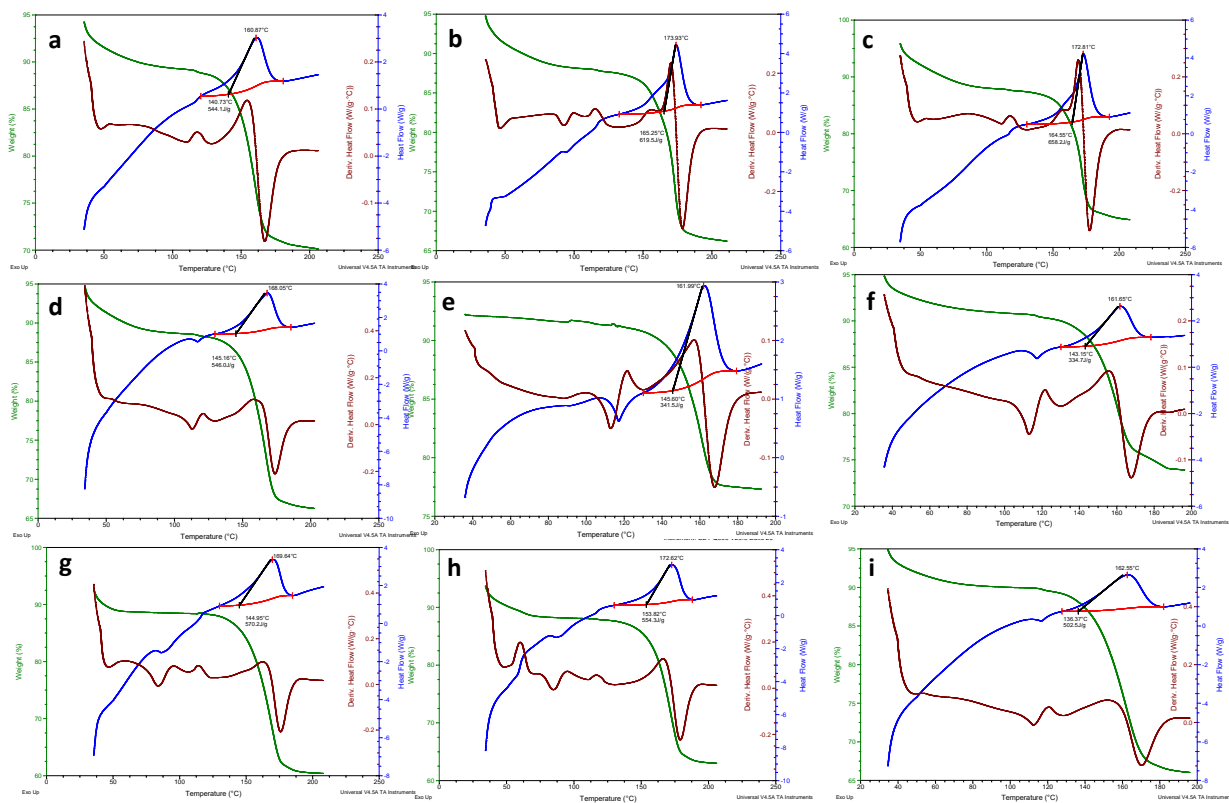 a
160.87°C
140.73°C
544.1J/g
Weight (%)
Deriv. Heat Flow (W/(g·°C))
Heat Flow (W/g)
Temperature (°C)
Exo Up
Universal V4.5A TA Instruments
b
173.93°C
165.25°C
619.5J/g
Weight (%)
Deriv. Heat Flow (W/(g·°C))
Heat Flow (W/g)
Temperature (°C)
Exo Up
Universal V4.5A TA Instruments
c
172.81°C
164.55°C
658.2J/g
Weight (%)
Deriv. Heat Flow (W/(g·°C))
Heat Flow (W/g)
Temperature (°C)
Exo Up
Universal V4.5A TA Instruments
d
168.05°C
145.16°C
546.0J/g
Weight (%)
Deriv. Heat Flow (W/(g·°C))
Heat Flow (W/g)
Temperature (°C)
Exo Up
Universal V4.5A TA Instruments
e
161.99°C
145.60°C
341.5J/g
Weight (%)
Deriv. Heat Flow (W/(g·°C))
Heat Flow (W/g)
Temperature (°C)
Exo Up
Universal V4.5A TA Instruments
f
161.65°C
143.15°C
334.7J/g
Weight (%)
Deriv. Heat Flow (W/(g·°C))
Heat Flow (W/g)
Temperature (°C)
Exo Up
Universal V4.5A TA Instruments
g
169.64°C
144.95°C
570.2J/g
Weight (%)
Deriv. Heat Flow (W/(g·°C))
Heat Flow (W/g)
Temperature (°C)
Exo Up
Universal V4.5A TA Instruments
h
172.62°C
153.82°C
554.3J/g
Weight (%)
Deriv. Heat Flow (W/(g·°C))
Heat Flow (W/g)
Temperature (°C)
Exo Up
Universal V4.5A TA Instruments
i
162.55°C
136.37°C
502.5J/g
Weight (%)
Deriv. Heat Flow (W/(g·°C))
Heat Flow (W/g)
Temperature (°C)
Exo Up
Universal V4.5A TA Instrumen